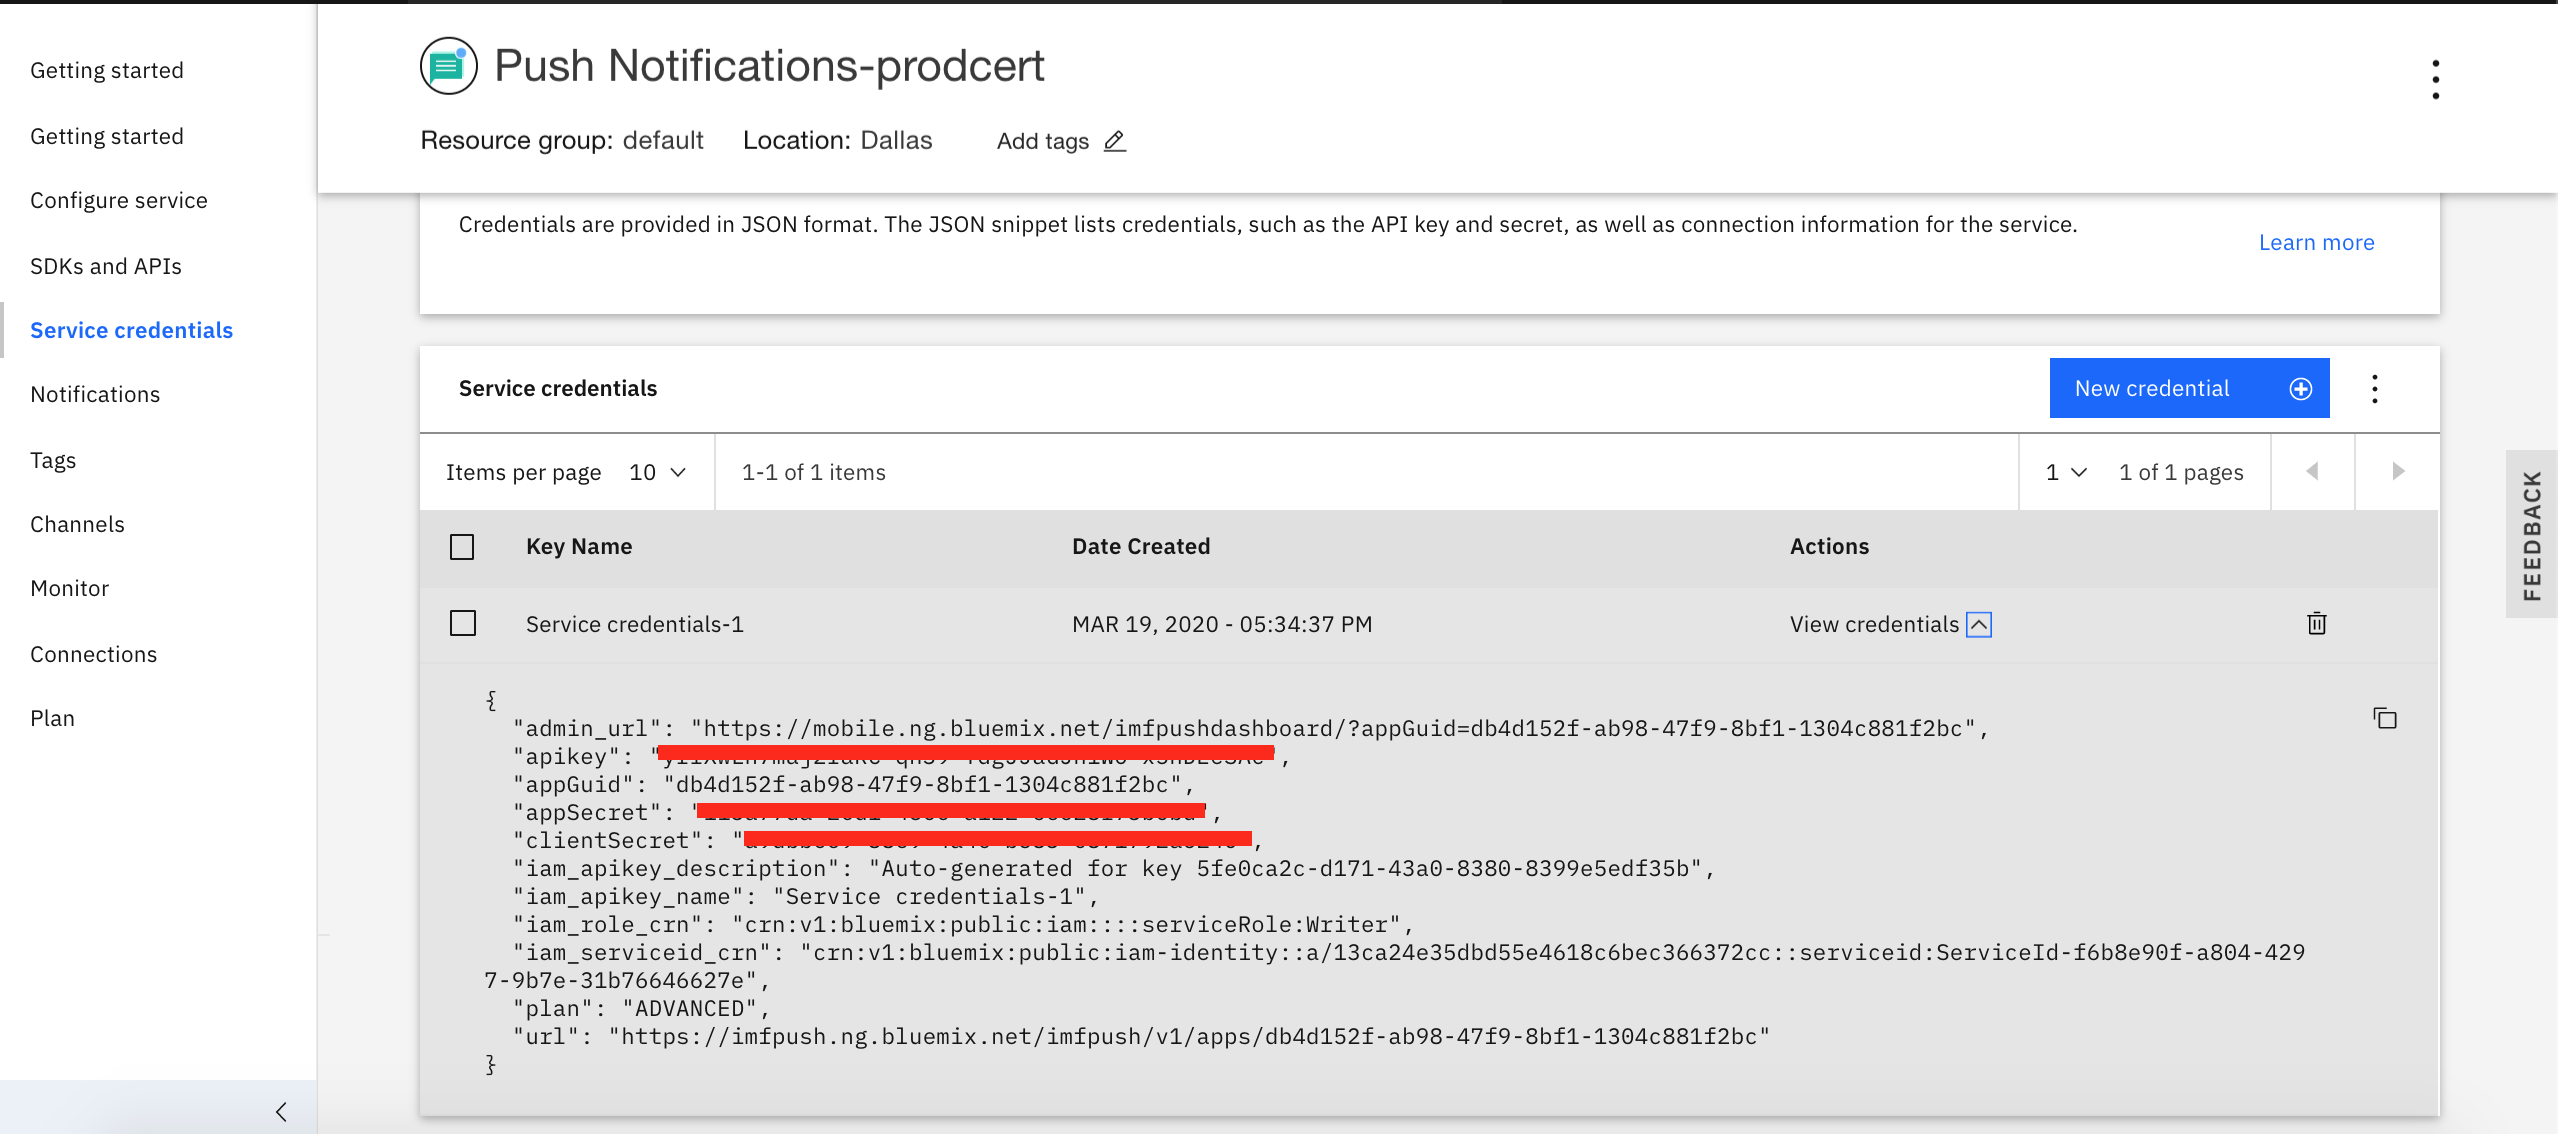 Getting started
Getting started
Configure service
SDKs and APIs
Service credentials
Notifications
Tags
Channels
Monitor
Connections
Plan
Push Notifications-prodcert
Resource group: default Location: Dallas Add tags
Credentials are provided in JSON format. The JSON snippet lists credentials, such as the API key and secret, as well as connection information for the service.
Learn more
Service credentials
New credential
Items per page 10 1-1 of 1 items 1 1 of 1 pages
Key Name Date Created Actions
Service credentials-1 MAR 19, 2020 - 05:34:37 PM View credentials
{
"admin_url": "https://mobile.ng.bluemix.net/imfpushdashboard/?appGuid=db4d152f-ab98-47f9-8bf1-1304c881f2bc",
"apikey": "
"appGuid": "db4d152f-ab98-47f9-8bf1-1304c881f2bc",
"appSecret": "
"clientSecret": "
"iam_apikey_description": "Auto-generated for key 5fe0ca2c-d171-43a0-8380-8399e5edf35b",
"iam_apikey_name": "Service credentials-1",
"iam_role_crn": "crn:v1:bluemix:public:iam::::serviceRole:Writer",
"iam_serviceid_crn": "crn:v1:bluemix:public:iam-identity::a/13ca24e35dbd55e4618c6bec366372cc::serviceid:ServiceId-f6b8e90f-a804-429
7-9b7e-31b76646627e",
"plan": "ADVANCED",
"url": "https://imfpush.ng.bluemix.net/imfpush/v1/apps/db4d152f-ab98-47f9-8bf1-1304c881f2bc"
}
FEEDBACK